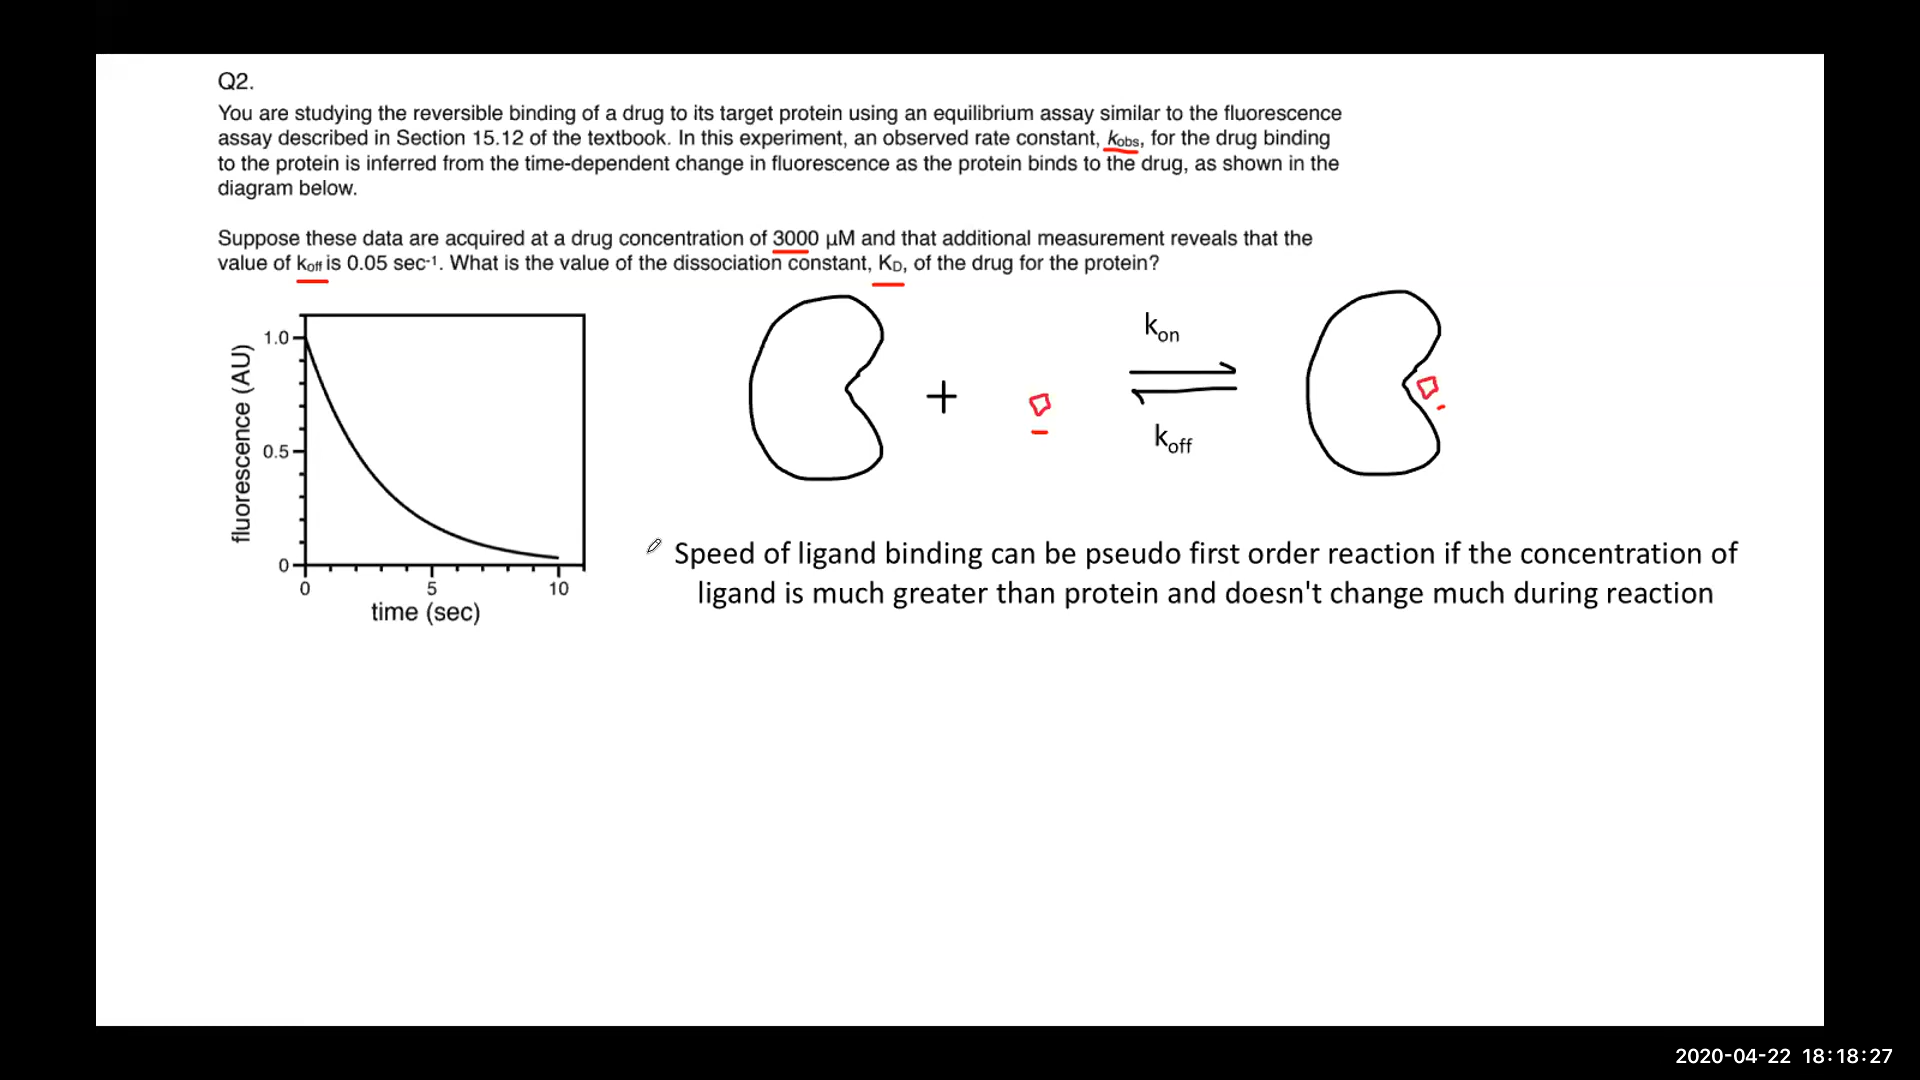 Q2.
You are studying the reversible binding of a drug to its target protein using an equilibrium assay similar to the fluorescence
assay described in Section 15.12 of the textbook. In this experiment, an observed rate constant, kobs, for the drug binding
to the protein is inferred from the time-dependent change in fluorescence as the protein binds to the drug, as shown in the
diagram below.
Suppose these data are acquired at a drug concentration of 3000 µM and that additional measurement reveals that the
value of koff is 0.05 sec-1. What is the value of the dissociation constant, KD, of the drug for the protein?
fluorescence (AU)
1.0
0.5
0
0 5 10
time (sec)
+
kon
koff
Speed of ligand binding can be pseudo first order reaction if the concentration of
ligand is much greater than protein and doesn't change much during reaction
2020-04-22 18:18:27